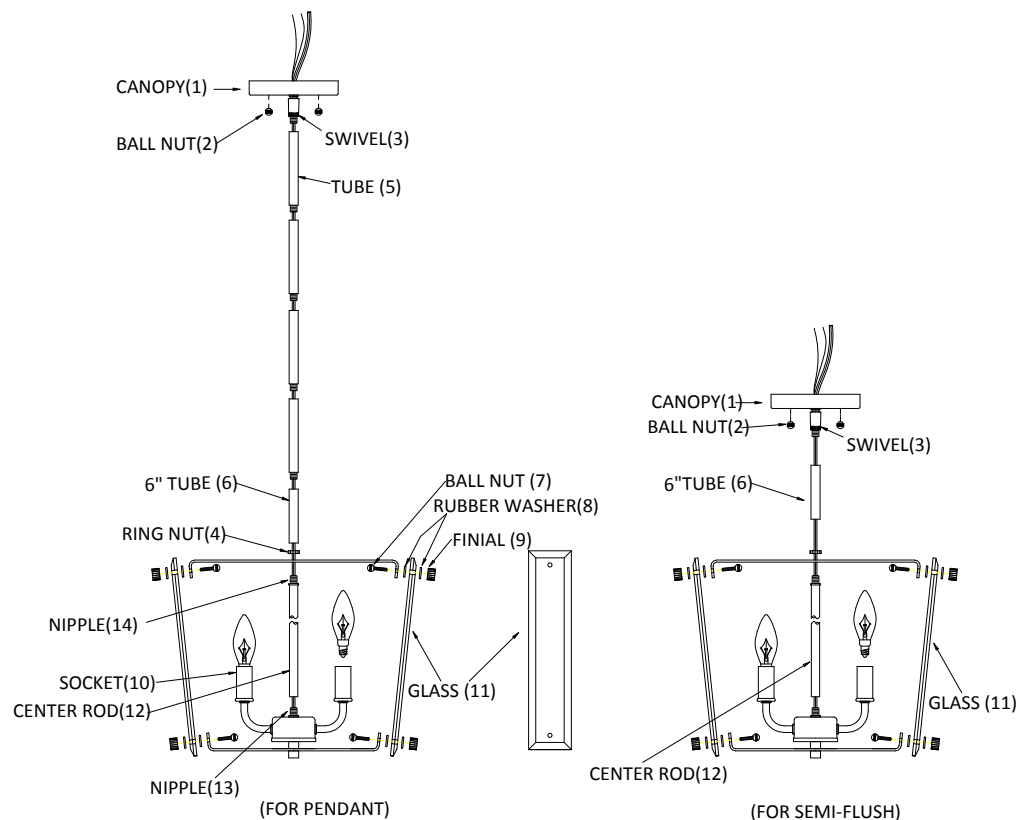 CANOPY(1)
BALL NUT(2)
SWIVEL(3)
TUBE (5)
6" TUBE (6)
BALL NUT (7)
RUBBER WASHER(8)
RING NUT(4)
FINIAL (9)
NIPPLE(14)
SOCKET(10)
GLASS (11)
CENTER ROD(12)
NIPPLE(13)
(FOR PENDANT)
CANOPY(1)
BALL NUT(2)
SWIVEL(3)
6"TUBE (6)
GLASS (11)
CENTER ROD(12)
(FOR SEMI-FLUSH)